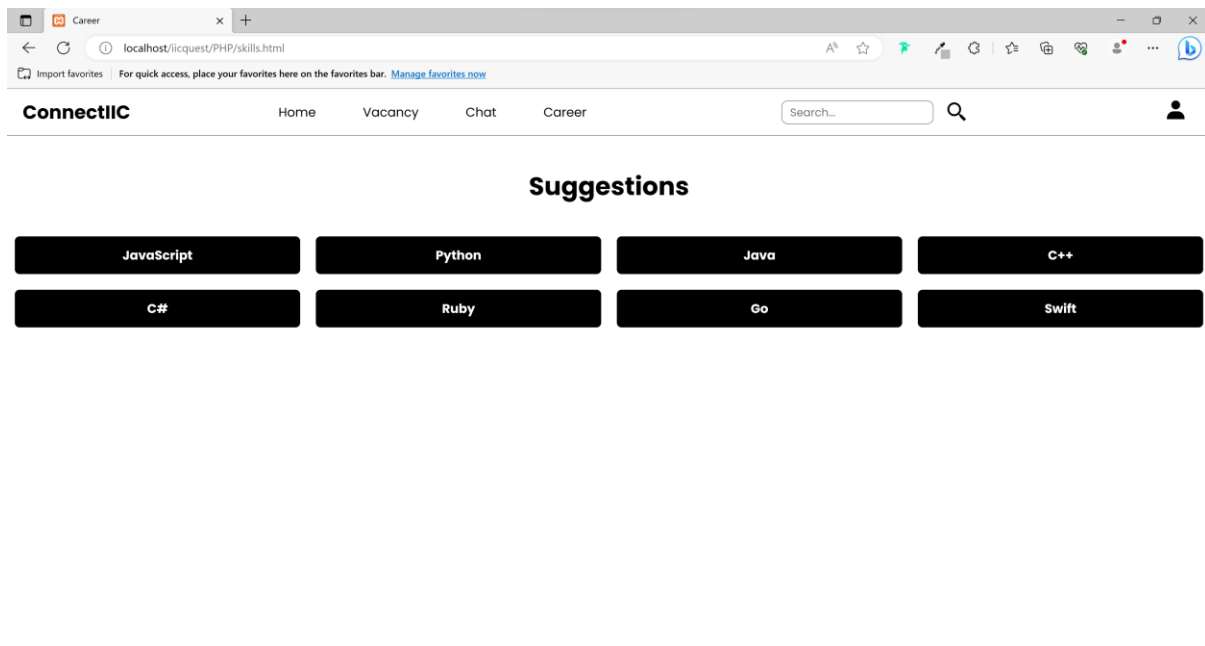 Career
localhost/iicquest/PHP/skills.html
Import favorites For quick access, place your favorites here on the favorites bar. Manage favorites now
ConnectIIC Home Vacancy Chat Career Search...
Suggestions
JavaScript Python Java C++
C# Ruby Go Swift